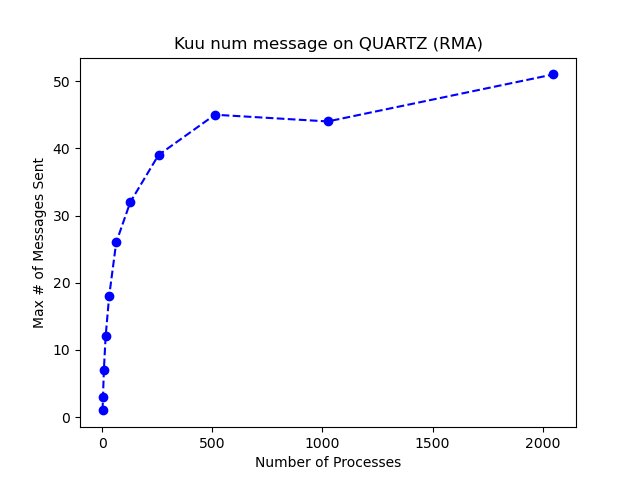 Kuu num message on QUARTZ (RMA)
50
40
30
20
10
0
Max # of Messages Sent
0 500 1000 1500 2000
Number of Processes